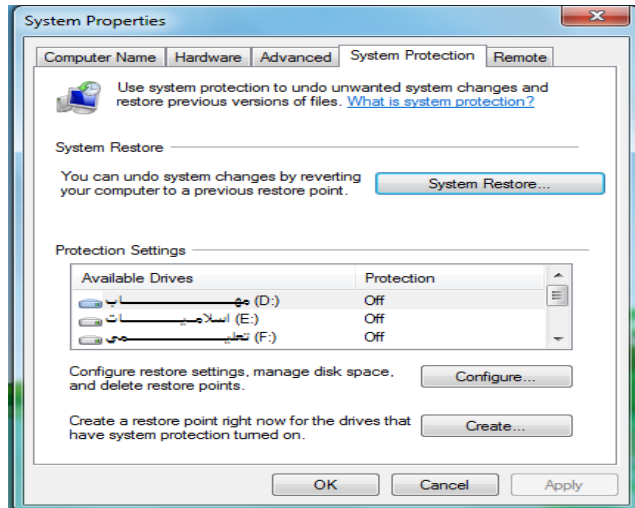 System Properties
Computer Name Hardware Advanced System Protection Remote
Use system protection to undo unwanted system changes and
restore previous versions of files. What is system protection?
System Restore
You can undo system changes by reverting
your computer to a previous restore point.
System Restore...
Protection Settings
Available Drives Protection
مهـــــــــــاب (D:) Off
اسلاميـــــــات (E:) Off
تعليــــــــــمي (F:) Off
Configure restore settings, manage disk space,
and delete restore points.
Configure...
Create a restore point right now for the drives that
have system protection turned on.
Create...
OK Cancel Apply